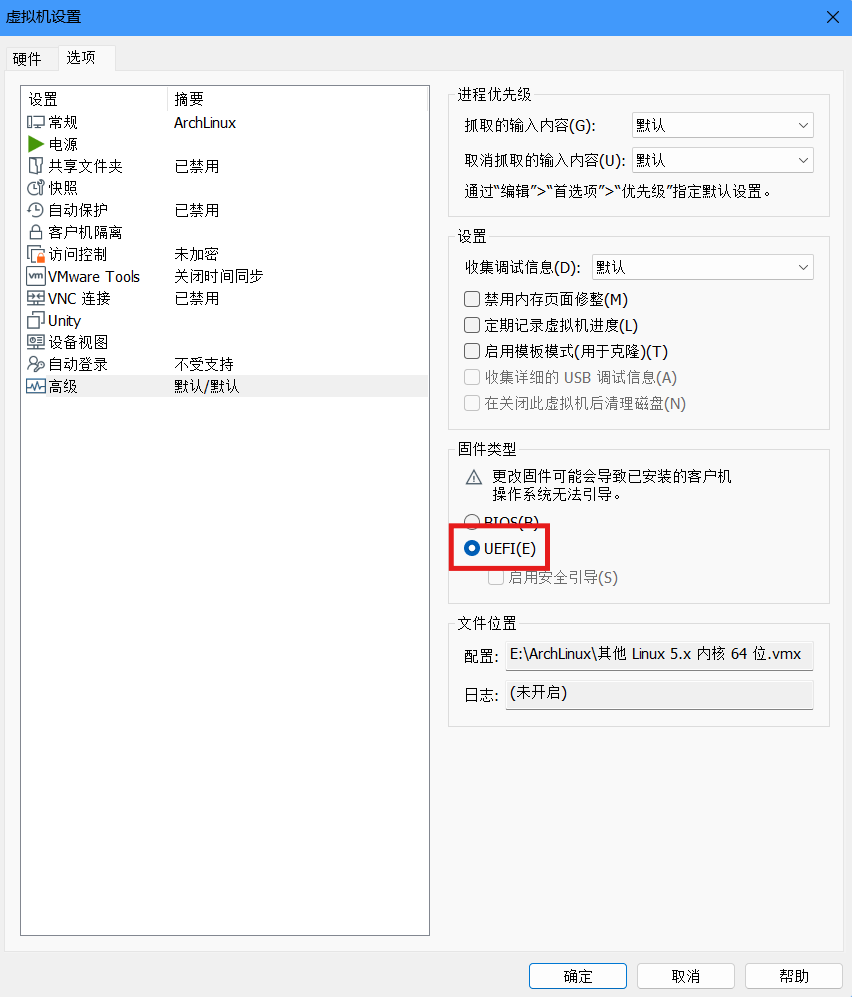 虚拟机设置
硬件 选项
设置 摘要
常规 ArchLinux
电源
共享文件夹 已禁用
快照
自动保护 已禁用
客户机隔离
访问控制 未加密
vm VMware Tools 关闭时间同步
VNC 连接 已禁用
Unity
设备视图
自动登录 不受支持
高级 默认/默认
进程优先级
抓取的输入内容(G): 默认
取消抓取的输入内容(U): 默认
通过“编辑”>“首选项”>“优先级”指定默认设置。
设置
收集调试信息(D): 默认
禁用内存页面修整(M)
定期记录虚拟机进度(L)
启用模板模式(用于克隆)(T)
收集详细的 USB 调试信息(A)
在关闭此虚拟机后清理磁盘(N)
固件类型
更改固件可能会导致已安装的客户机
操作系统无法引导。
BIOS(B)
UEFI(E)
启用安全引导(S)
文件位置
配置: E:\ArchLinux\其他 Linux 5.x 内核 64 位.vmx
日志: (未开启)
确定 取消 帮助